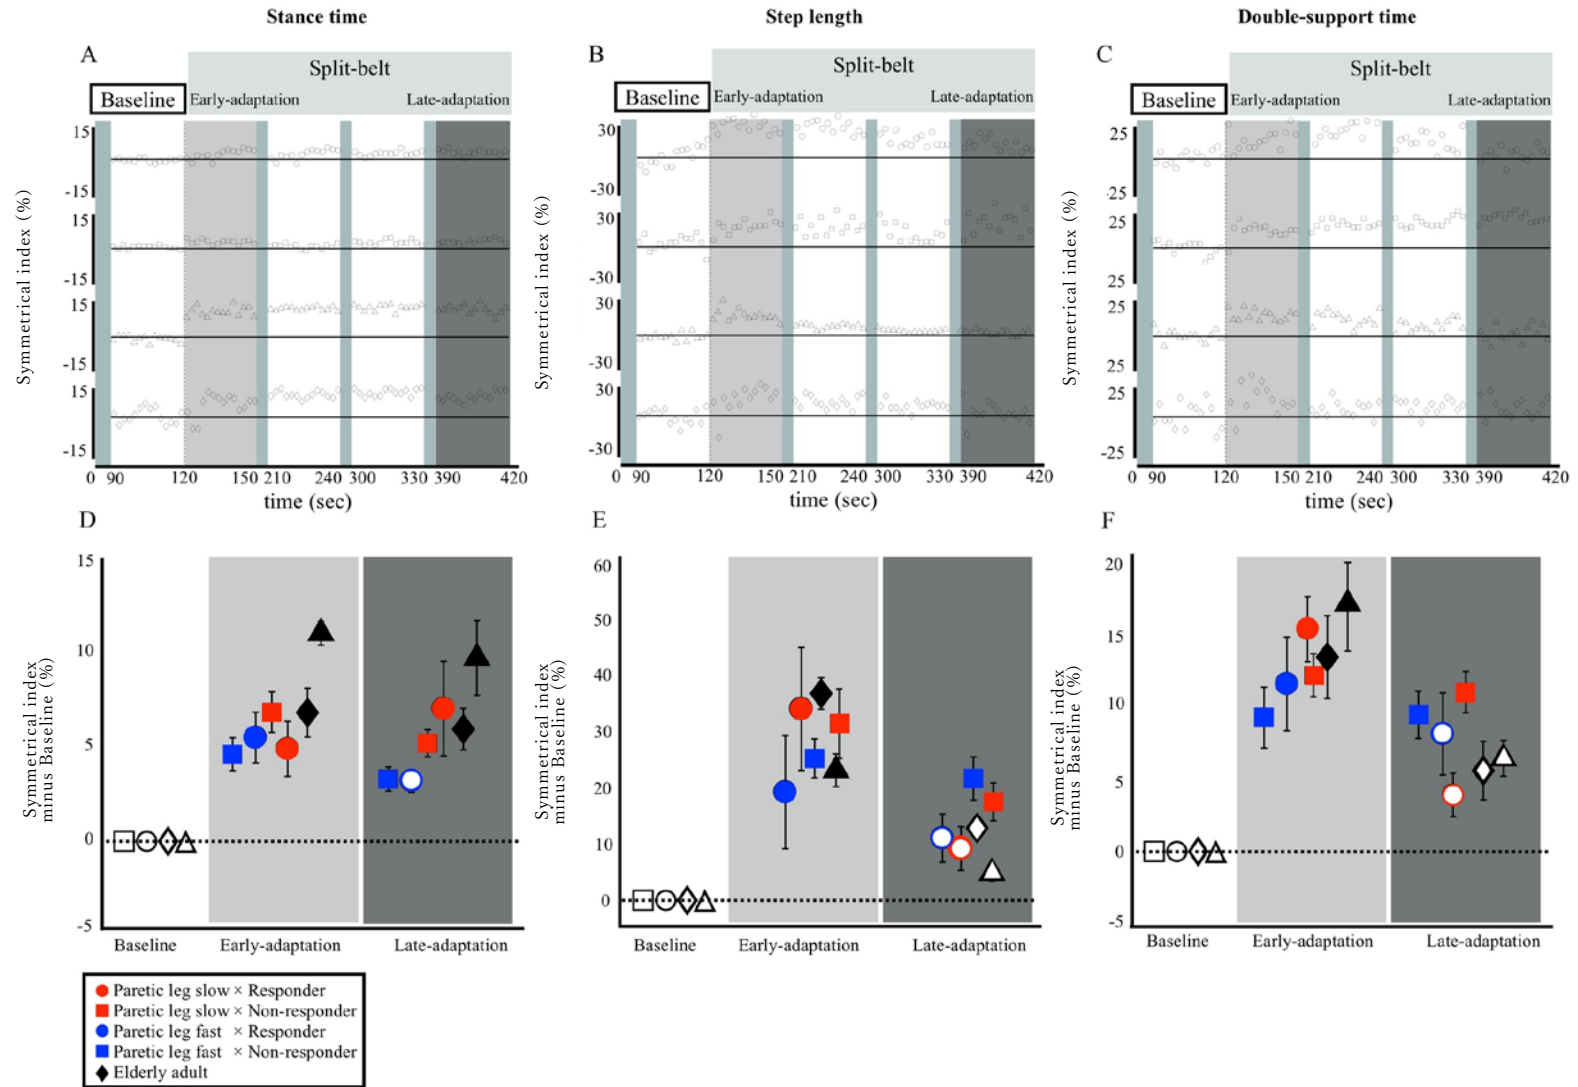 Stance time
Step length
Double-support time
A
B
C
Split-belt
Split-belt
Split-belt
Baseline
Early-adaptation
Late-adaptation
Baseline
Early-adaptation
Late-adaptation
Baseline
Early-adaptation
Late-adaptation
Symmetrical index (%)
15
-15
15
-15
15
-15
15
-15
0 90 120 150 210 240 300 330 390 420
time (sec)
Symmetrical index (%)
30
-30
30
-30
30
-30
30
-30
0 90 120 150 210 240 300 330 390 420
time (sec)
Symmetrical index (%)
25
-25
25
25
25
25
25
-25
0 90 120 150 210 240 300 330 390 420
time (sec)
D
E
F
Symmetrical index
minus Baseline (%)
15
10
5
0
-5
Baseline
Early-adaptation
Late-adaptation
Symmetrical index
minus Baseline (%)
60
50
40
30
20
10
0
Baseline
Early-adaptation
Late-adaptation
Symmetrical index
minus Baseline (%)
20
15
10
5
0
-5
Baseline
Early-adaptation
Late-adaptation
Paretic leg slow × Responder
Paretic leg slow × Non-responder
Paretic leg fast × Responder
Paretic leg fast × Non-responder
Elderly adult